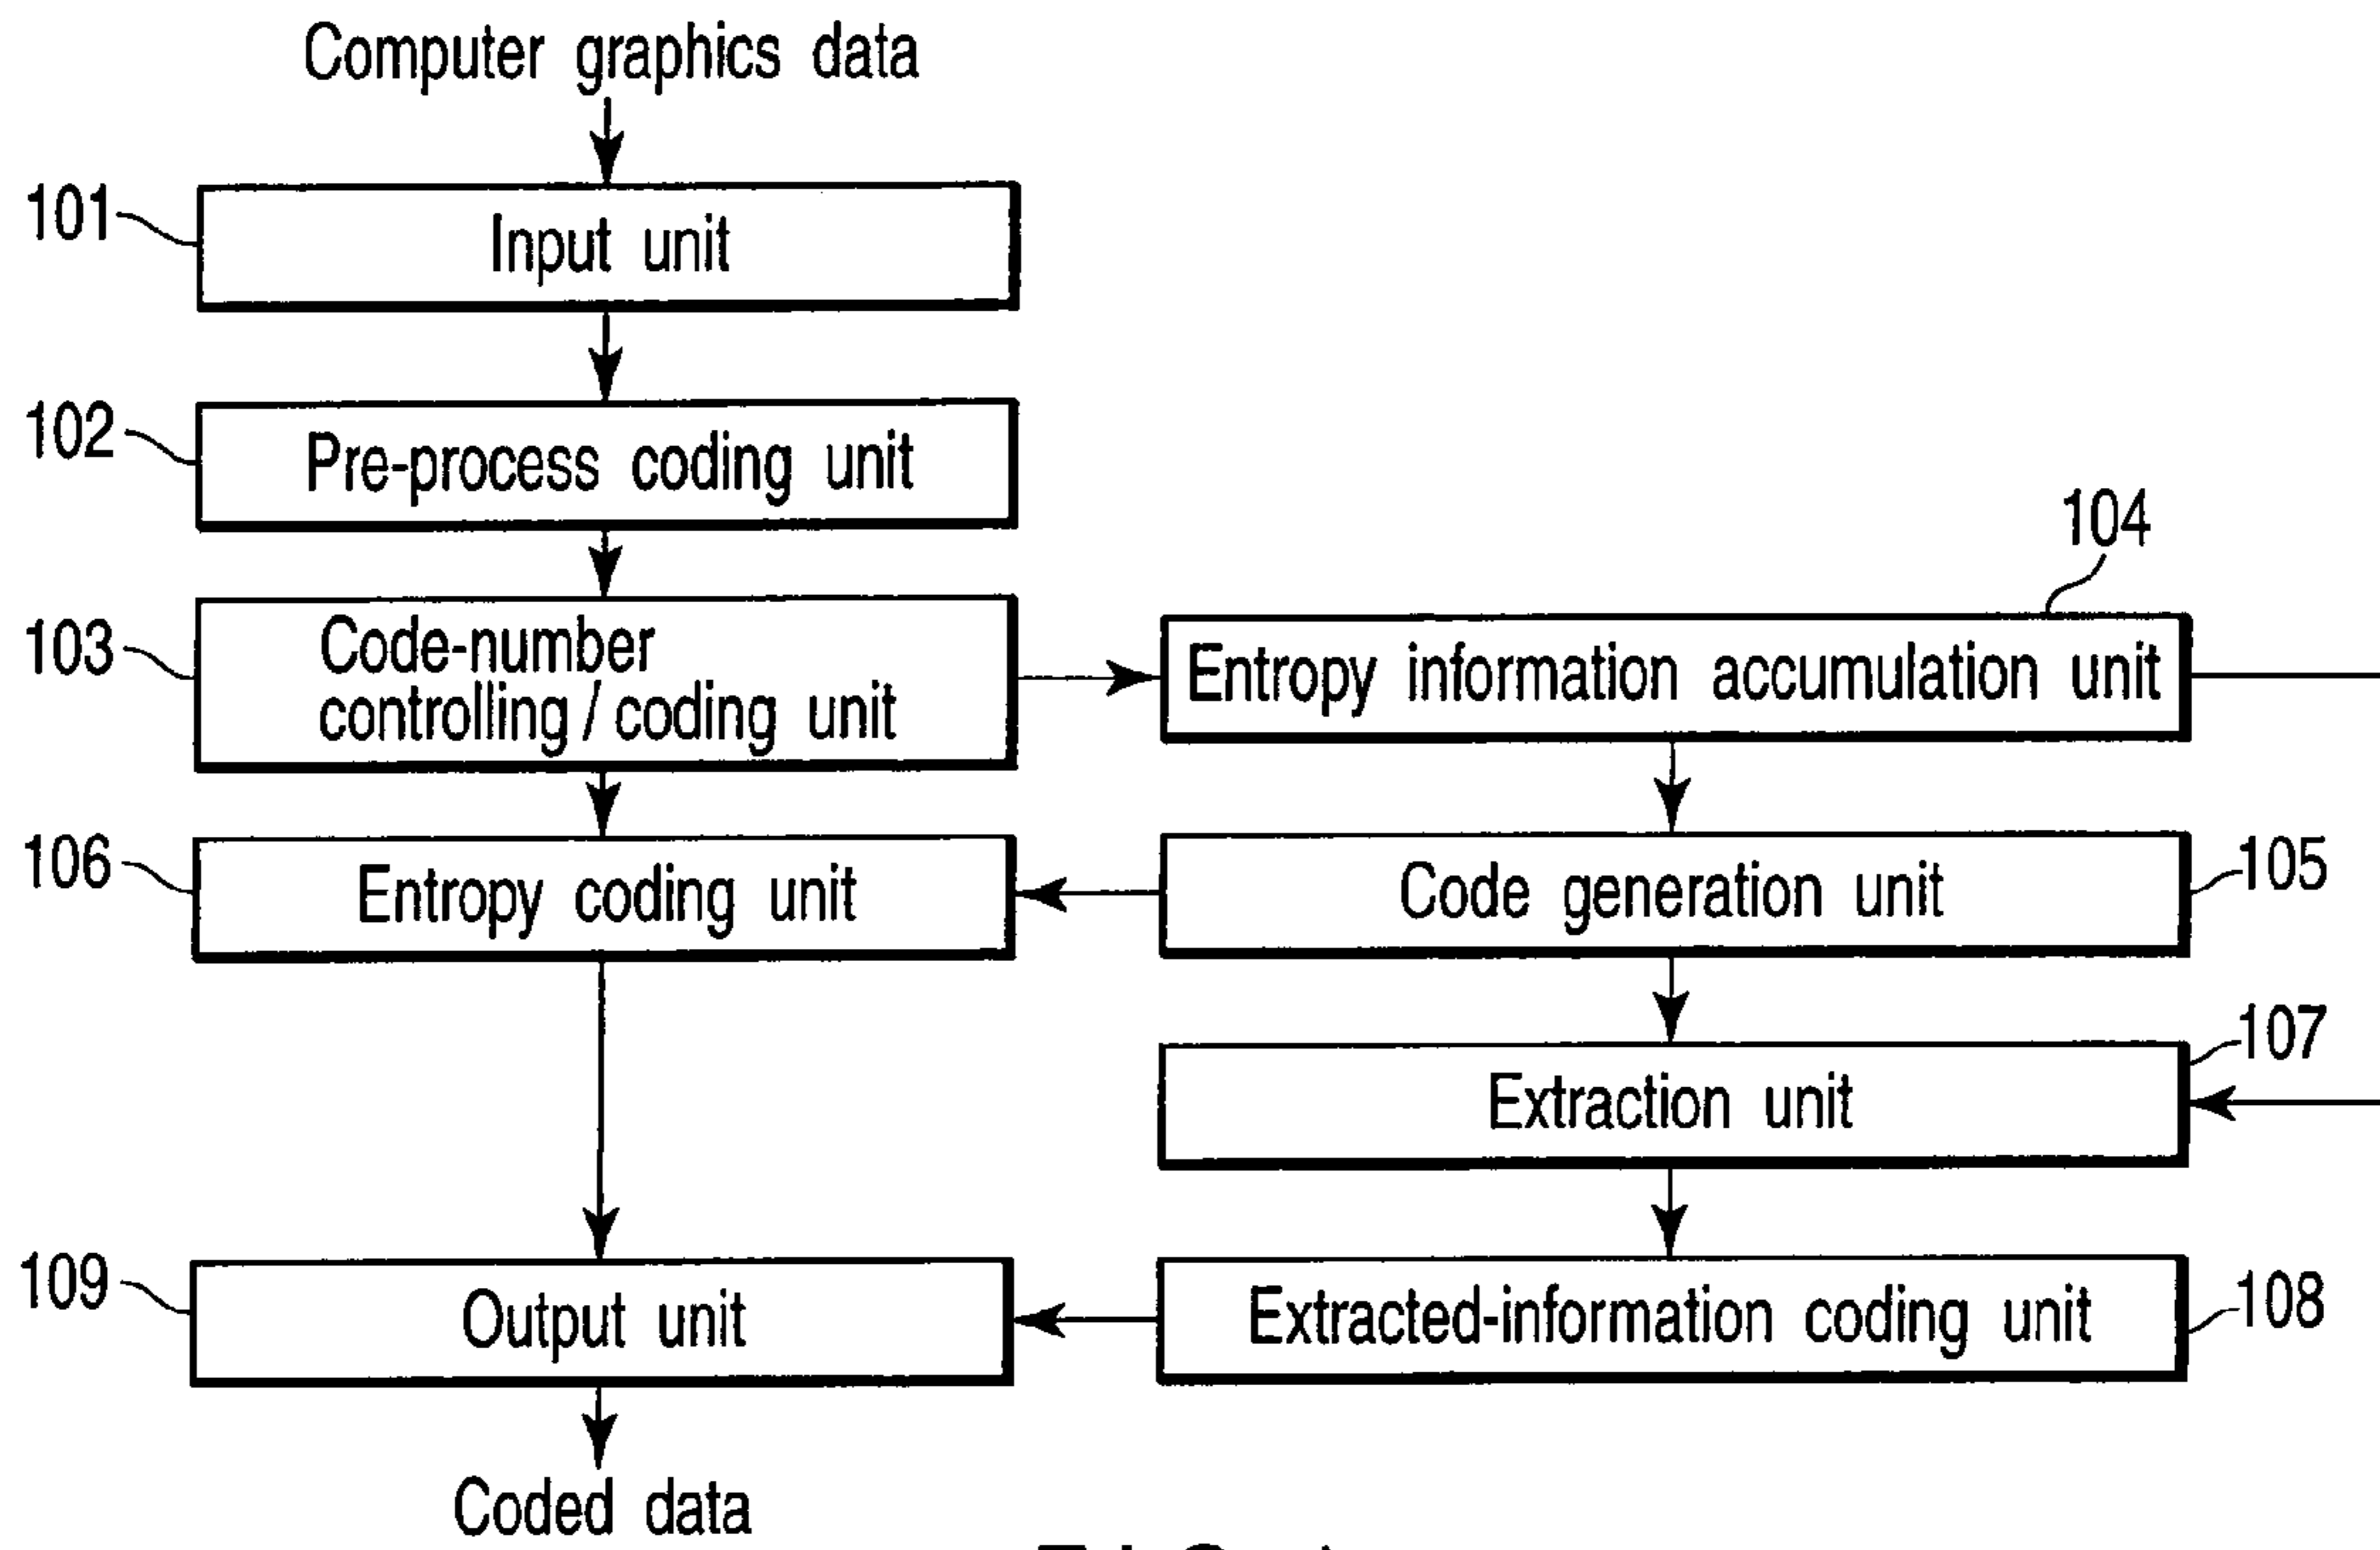 Computer graphics data
101
Input unit
102
Pre-process coding unit
104
103
Code-number
controlling / coding unit
Entropy information accumulation unit
106
Entropy coding unit
Code generation unit
105
107
Extraction unit
109
Output unit
Extracted-information coding unit
108
Coded data